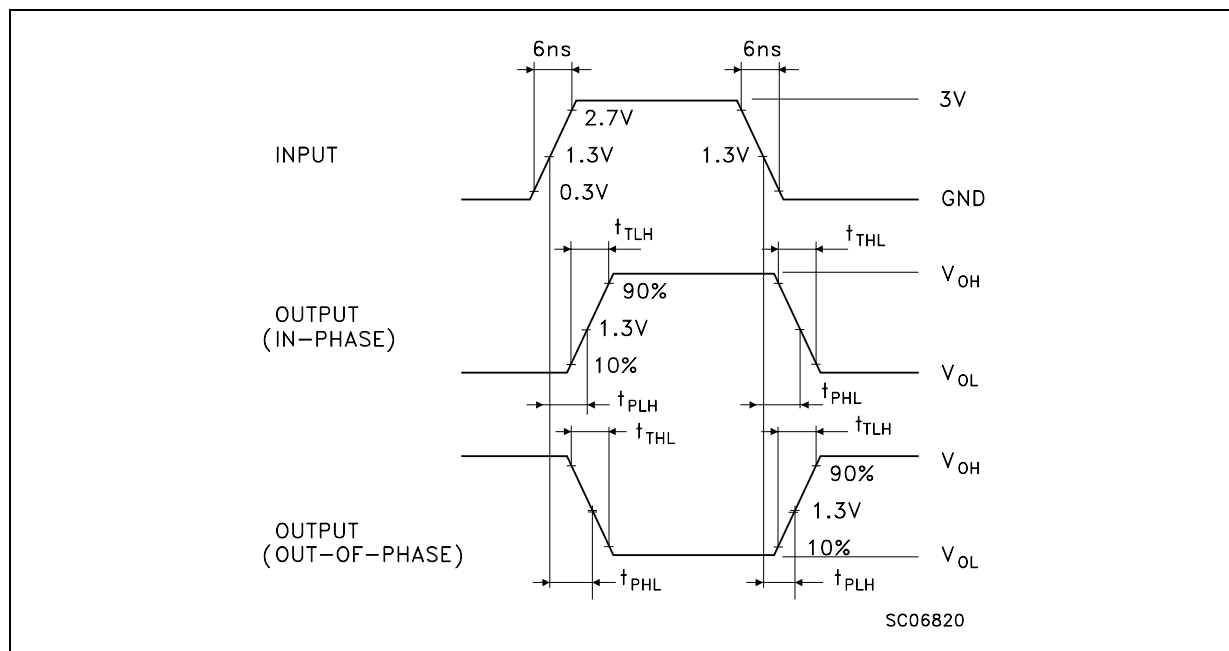 6ns 6ns
3V
2.7V
INPUT 1.3V 1.3V
0.3V
GND
tTLH tTHL
VOH
90%
OUTPUT
(IN-PHASE)
1.3V
10%
VOL
tPLH tPHL
tTHL tTLH
VOH
90%
1.3V
OUTPUT
(OUT-OF-PHASE)
10%
VOL
tPHL tPLH
SC06820